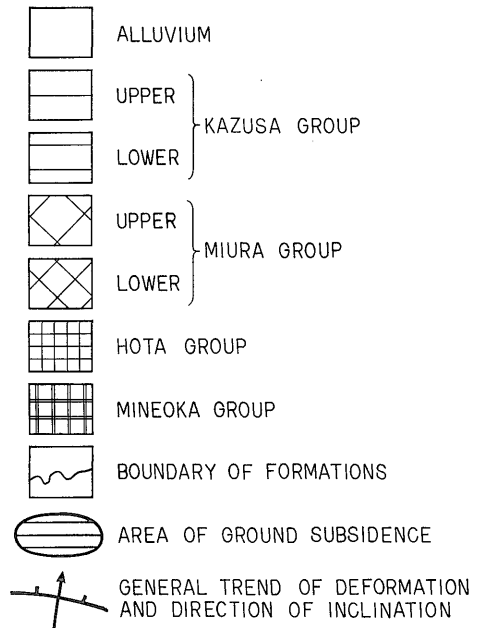 ALLUVIUM
UPPER
KAZUSA GROUP
LOWER
UPPER
MIURA GROUP
LOWER
HOTA GROUP
MINEOKA GROUP
BOUNDARY OF FORMATIONS
AREA OF GROUND SUBSIDENCE
GENERAL TREND OF DEFORMATION
AND DIRECTION OF INCLINATION